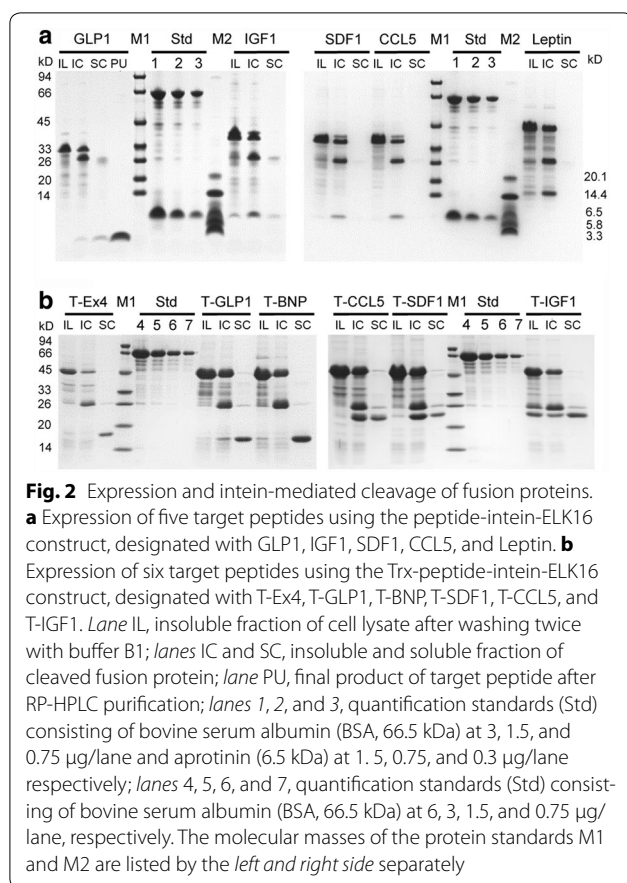 a
GLP1 M1 Std M2 IGF1 SDF1 CCL5 M1 Std M2 Leptin
kD IL IC SC PU 1 2 3 IL IC SC IL IC SC IL IC SC 1 2 3 IL IC SC kD
94
66
45
33
26
20
14
20.1
14.4
6.5
5.8
3.3
b
T-Ex4 M1 Std T-GLP1 T-BNP T-CCL5 T-SDF1 M1 Std T-IGF1
kD IL IC SC 4 5 6 7 IL IC SC IL IC SC IL IC SC IL IC SC 4 5 6 7 IL IC SC
94
66
45
33
26
20
14
Fig. 2 Expression and intein-mediated cleavage of fusion proteins.
a Expression of five target peptides using the peptide-intein-ELK16
construct, designated with GLP1, IGF1, SDF1, CCL5, and Leptin. b
Expression of six target peptides using the Trx-peptide-intein-ELK16
construct, designated with T-Ex4, T-GLP1, T-BNP, T-SDF1, T-CCL5, and
T-IGF1. Lane IL, insoluble fraction of cell lysate after washing twice
with buffer B1; lanes IC and SC, insoluble and soluble fraction of
cleaved fusion protein; lane PU, final product of target peptide after
RP-HPLC purification; lanes 1, 2, and 3, quantification standards (Std)
consisting of bovine serum albumin (BSA, 66.5 kDa) at 3, 1.5, and
0.75 µg/lane and aprotinin (6.5 kDa) at 1. 5, 0.75, and 0.3 µg/lane
respectively; lanes 4, 5, 6, and 7, quantification standards (Std) consist-
ing of bovine serum albumin (BSA, 66.5 kDa) at 6, 3, 1.5, and 0.75 µg/
lane, respectively. The molecular masses of the protein standards M1
and M2 are listed by the left and right side separately